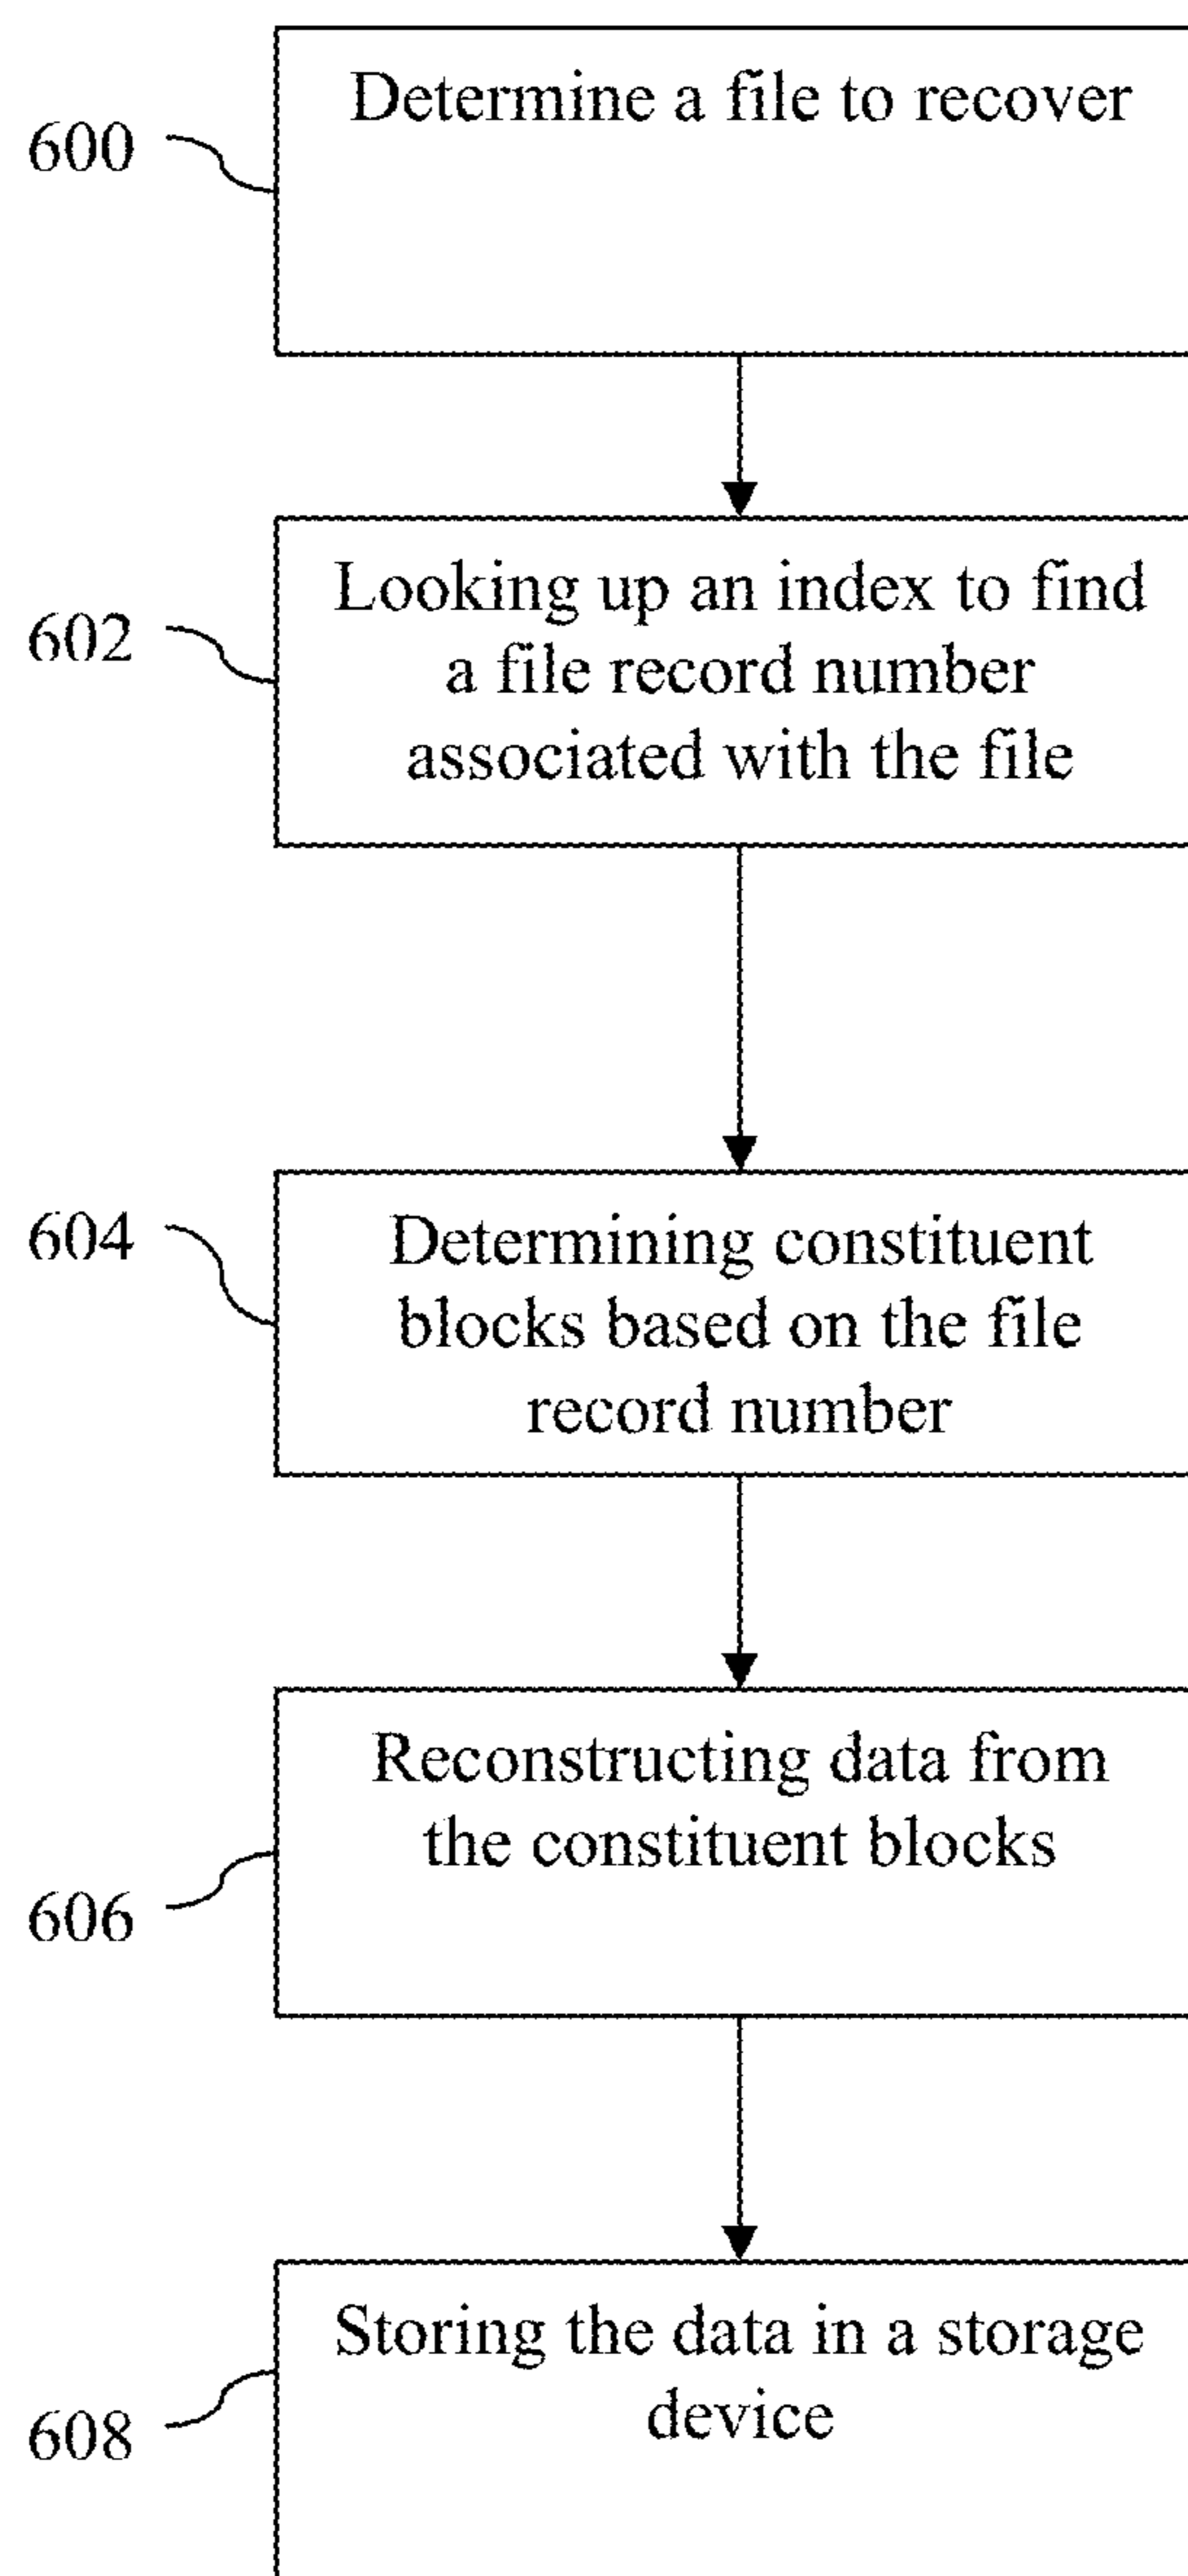 Determine a file to recover
600
Looking up an index to find
602
a file record number
associated with the file
604
Determining constituent
blocks based on the file
record number
Reconstructing data from
the constituent blocks
606
Storing the data in a storage
device
608